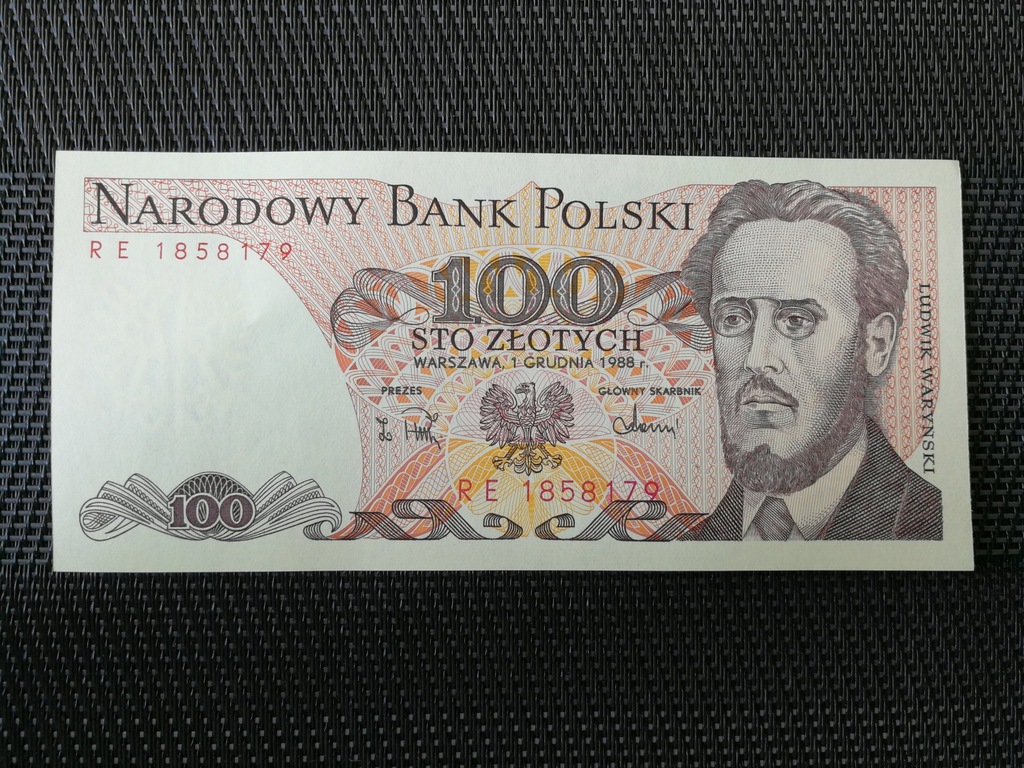 NARODOWY BANK POLSKI
RE 1858179
100
STO ZŁOTYCH
WARSZAWA, 1 GRUDNIA 1988 r.
PREZES
GŁÓWNY SKARBNIK
RE 1858179
100
LUDWIK WARYŃSKI